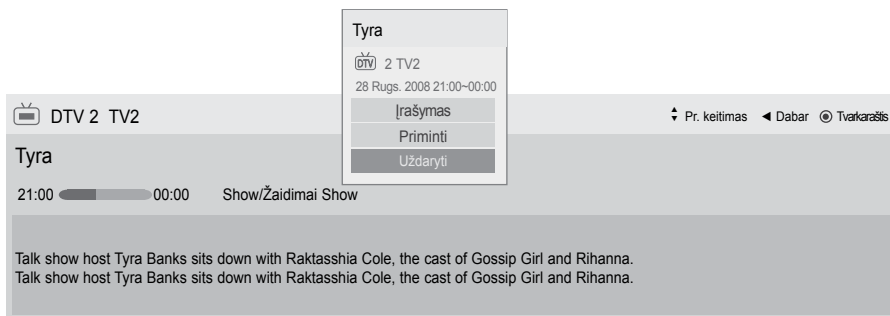 Tyra
DTV 2 TV2
28 Rugs. 2008 21:00~00:00
Įrašymas
Priminti
Uždaryti
DTV 2 TV2
Pr. keitimas ◄ Dabar ◉ Tvarkaraštis
Tyra
21:00 00:00 Show/Žaidimai Show
Talk show host Tyra Banks sits down with Raktasshia Cole, the cast of Gossip Girl and Rihanna.
Talk show host Tyra Banks sits down with Raktasshia Cole, the cast of Gossip Girl and Rihanna.